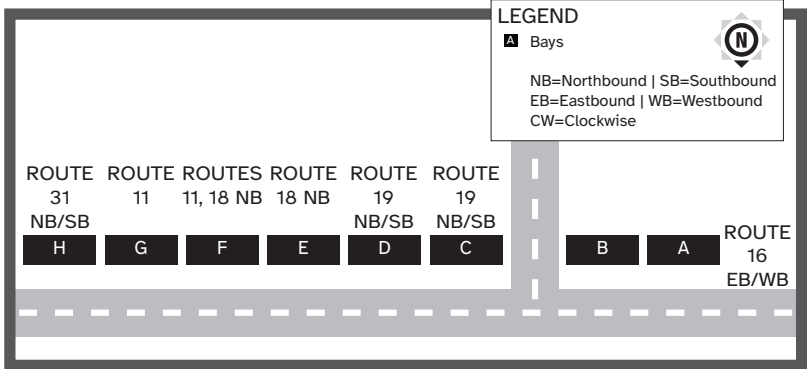 LEGEND
A Bays
N
NB=Northbound | SB=Southbound
EB=Eastbound | WB=Westbound
CW=Clockwise
ROUTE
31
NB/SB
ROUTE
11
ROUTES
11, 18 NB
ROUTE
18 NB
ROUTE
19
NB/SB
ROUTE
19
NB/SB
H
G
F
E
D
C
B
A
ROUTE
16
EB/WB